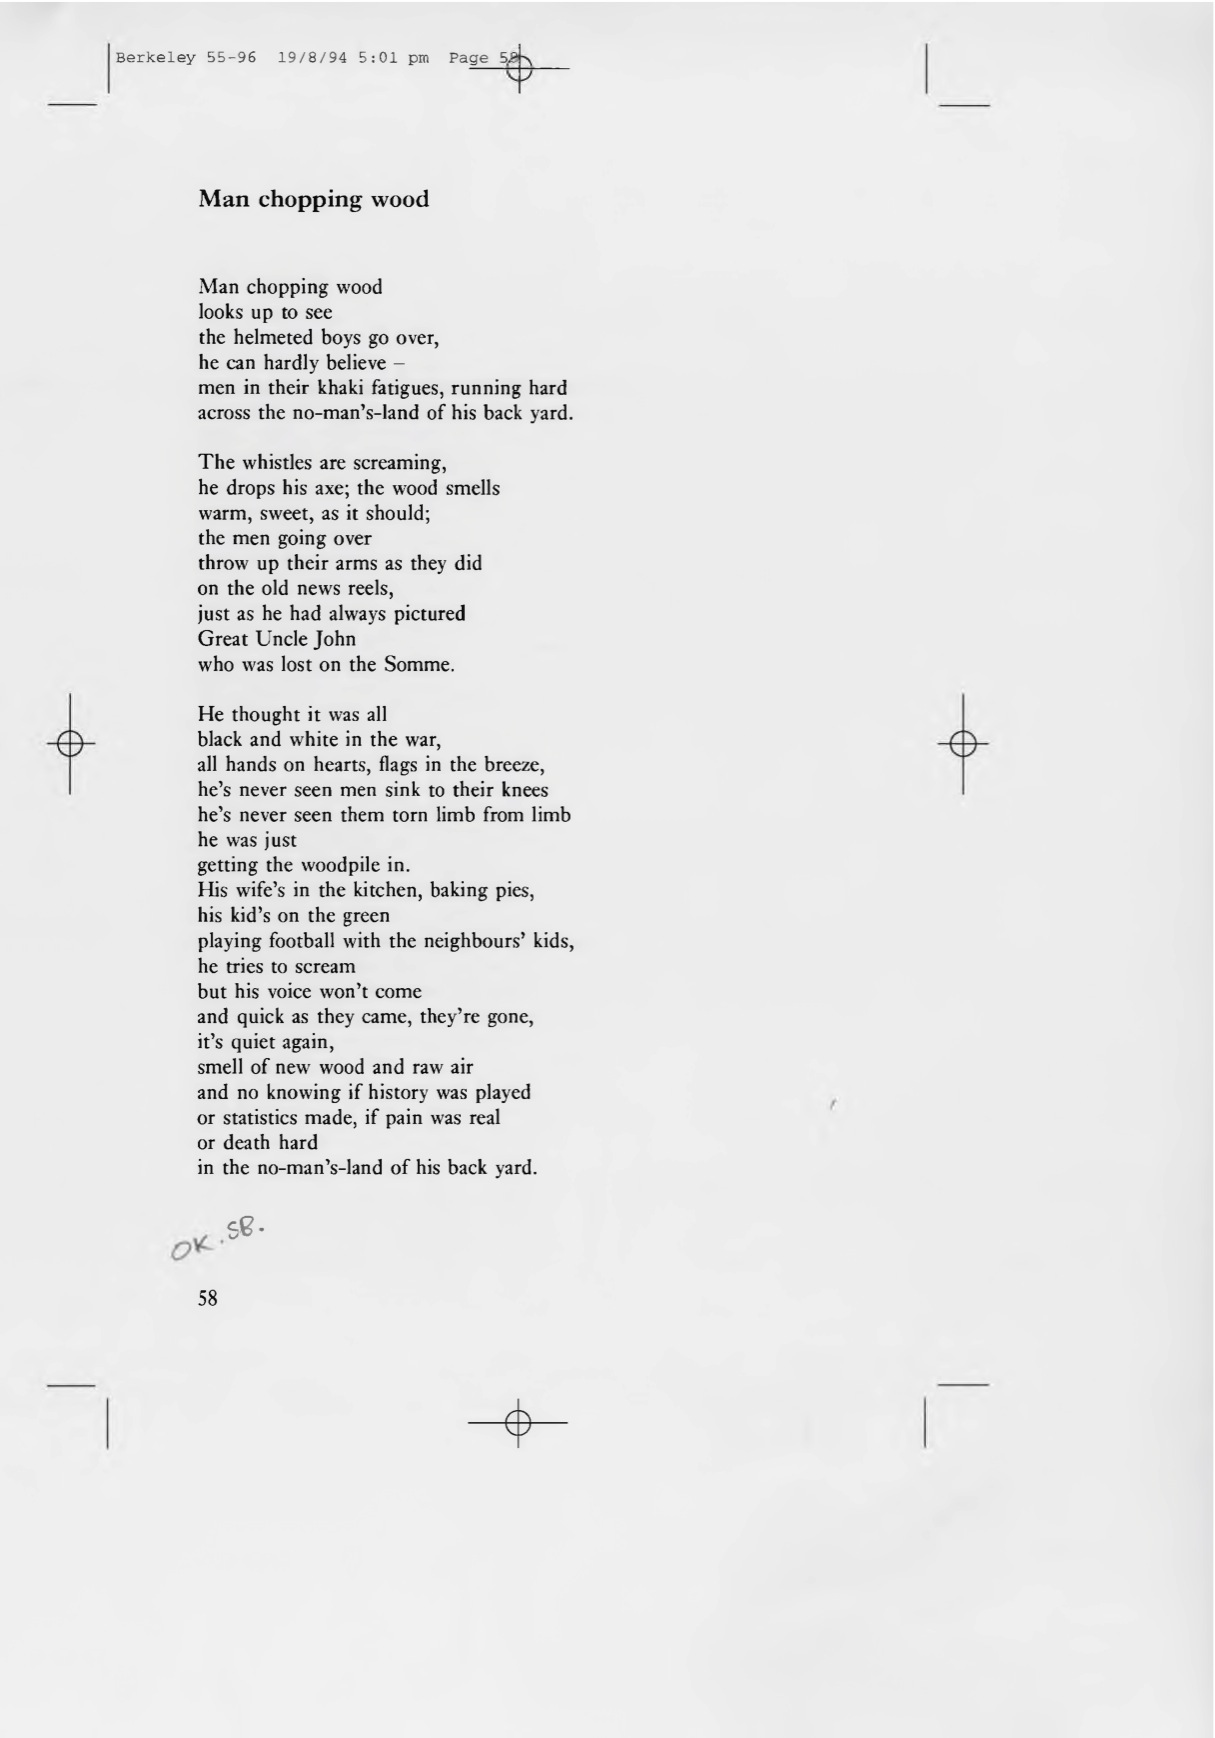 Berkeley 55-96 19/8/94 5:01 pm Page 58
Man chopping wood
Man chopping wood
looks up to see
the helmeted boys go over,
he can hardly believe –
men in their khaki fatigues, running hard
across the no-man's-land of his back yard.
The whistles are screaming,
he drops his axe; the wood smells
warm, sweet, as it should;
the men going over
throw up their arms as they did
on the old news reels,
just as he had always pictured
Great Uncle John
who was lost on the Somme.
He thought it was all
black and white in the war,
all hands on hearts, flags in the breeze,
he's never seen men sink to their knees
he's never seen them torn limb from limb
he was just
getting the woodpile in.
His wife's in the kitchen, baking pies,
his kid's on the green
playing football with the neighbours' kids,
he tries to scream
but his voice won't come
and quick as they came, they're gone,
it's quiet again,
smell of new wood and raw air
and no knowing if history was played
or statistics made, if pain was real
or death hard
in the no-man's-land of his back yard.
OK. SB.
58